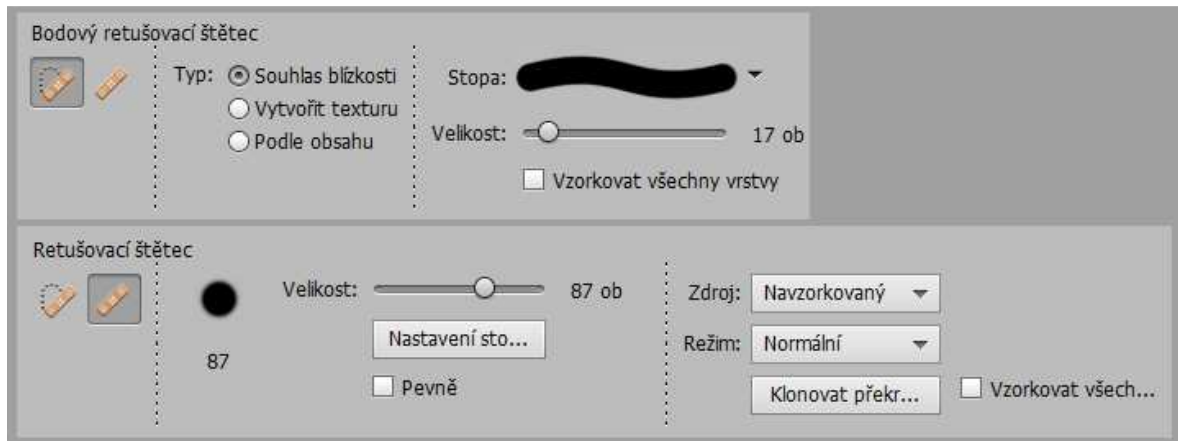 Bodový retušovací štětec
Typ: Souhlas blízkosti
Vytvořit texturu
Podle obsahu
Stopa:
Velikost: 17 ob
Vzorkovat všechny vrstvy
Retušovací štětec
87
Velikost: 87 ob
Nastavení sto...
Pevně
Zdroj: Navzorkovaný
Režim: Normální
Klonovat překr... Vzorkovat všech...